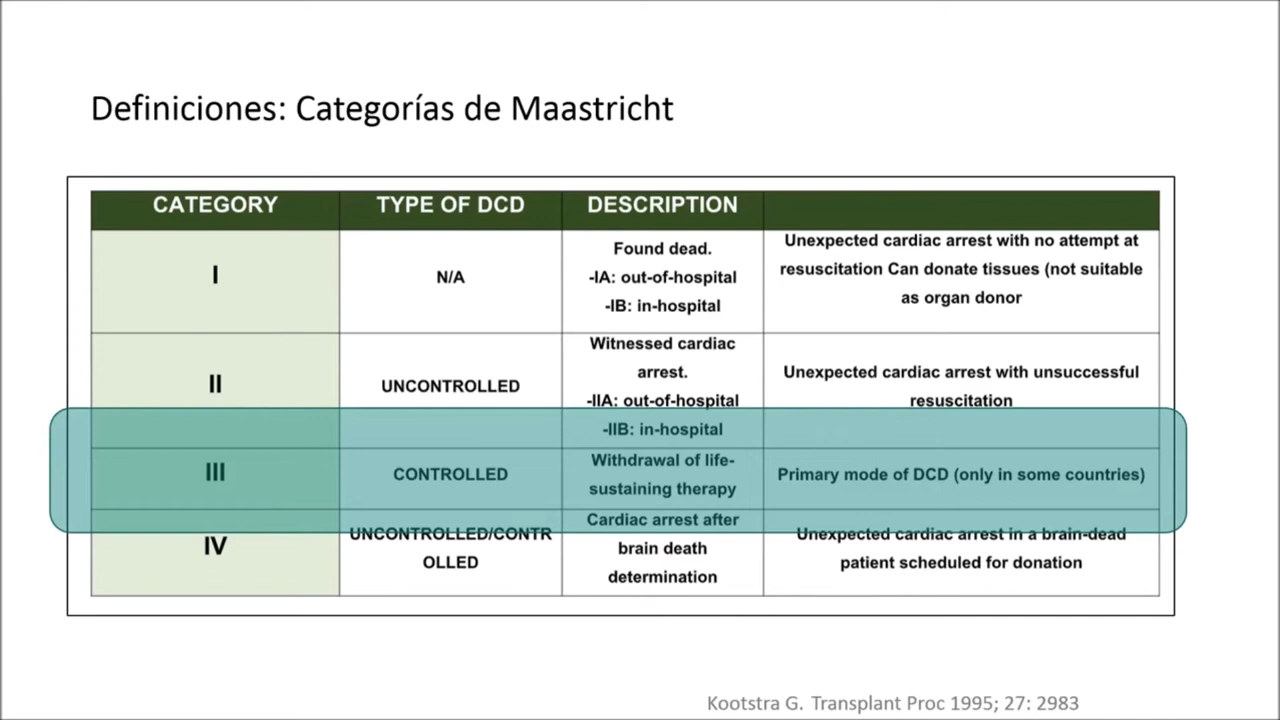 Definiciones: Categorías de Maastricht
CATEGORY TYPE OF DCD DESCRIPTION
I
N/A
Found dead.
-IA: out-of-hospital
-IB: in-hospital
Unexpected cardiac arrest with no attempt at
resuscitation Can donate tissues (not suitable
as organ donor
II
UNCONTROLLED
Witnessed cardiac
arrest.
-IIA: out-of-hospital
-IIB: in-hospital
Unexpected cardiac arrest with unsuccessful
resuscitation
III
CONTROLLED
Withdrawal of life-
sustaining therapy
Primary mode of DCD (only in some countries)
IV
UNCONTROLLED/CONTR
OLLED
Cardiac arrest after
brain death
determination
Unexpected cardiac arrest in a brain-dead
patient scheduled for donation
Kootstra G. Transplant Proc 1995; 27: 2983